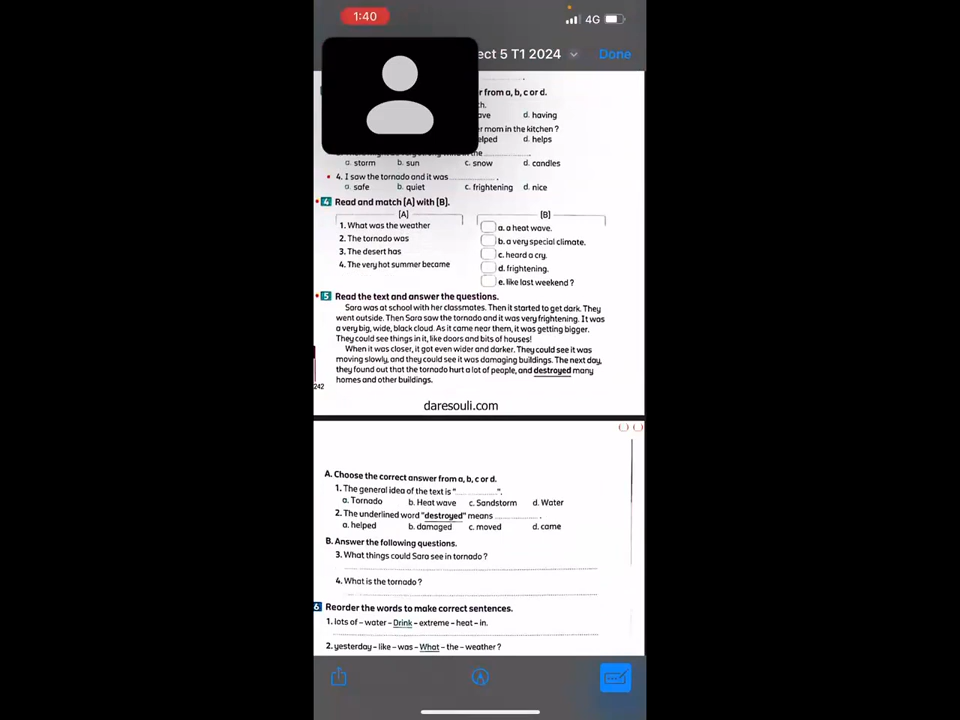 1:40
4G
ect 5 T1 2024
Done
r from a, b, c or d.
ch.
ave d. having
er mom in the kitchen ?
elped d. helps
the
a. storm b. sun c. snow d. candles
4. I saw the tornado and it was .
a. safe b. quiet c. frightening d. nice
4 Read and match (A) with (B).
(A) (B)
1. What was the weather a. a heat wave.
2. The tornado was b. a very special climate.
3. The desert has c. heard a cry.
4. The very hot summer became d. frightening.
e. like last weekend ?
5 Read the text and answer the questions.
Sara was at school with her classmates. Then it started to get dark. They
went outside. Then Sara saw the tornado and it was very frightening. It was
a very big, wide, black cloud. As it came near them, it was getting bigger.
They could see things in it, like doors and bits of houses!
When it was closer, it got even wider and darker. They could see it was
moving slowly, and they could see it was damaging buildings. The next day,
they found out that the tornado hurt a lot of people, and destroyed many
homes and other buildings.
242
daresouli.com
A. Choose the correct answer from a, b, c or d.
1. The general idea of the text is " ".
a. Tornado b. Heat wave c. Sandstorm d. Water
2. The underlined word "destroyed" means .
a. helped b. damaged c. moved d. came
B. Answer the following questions.
3. What things could Sara see in tornado ?
4. What is the tornado ?
6 Reorder the words to make correct sentences.
1. lots of – water – Drink – extreme – heat – in.
2. yesterday – like – was – What – the – weather ?